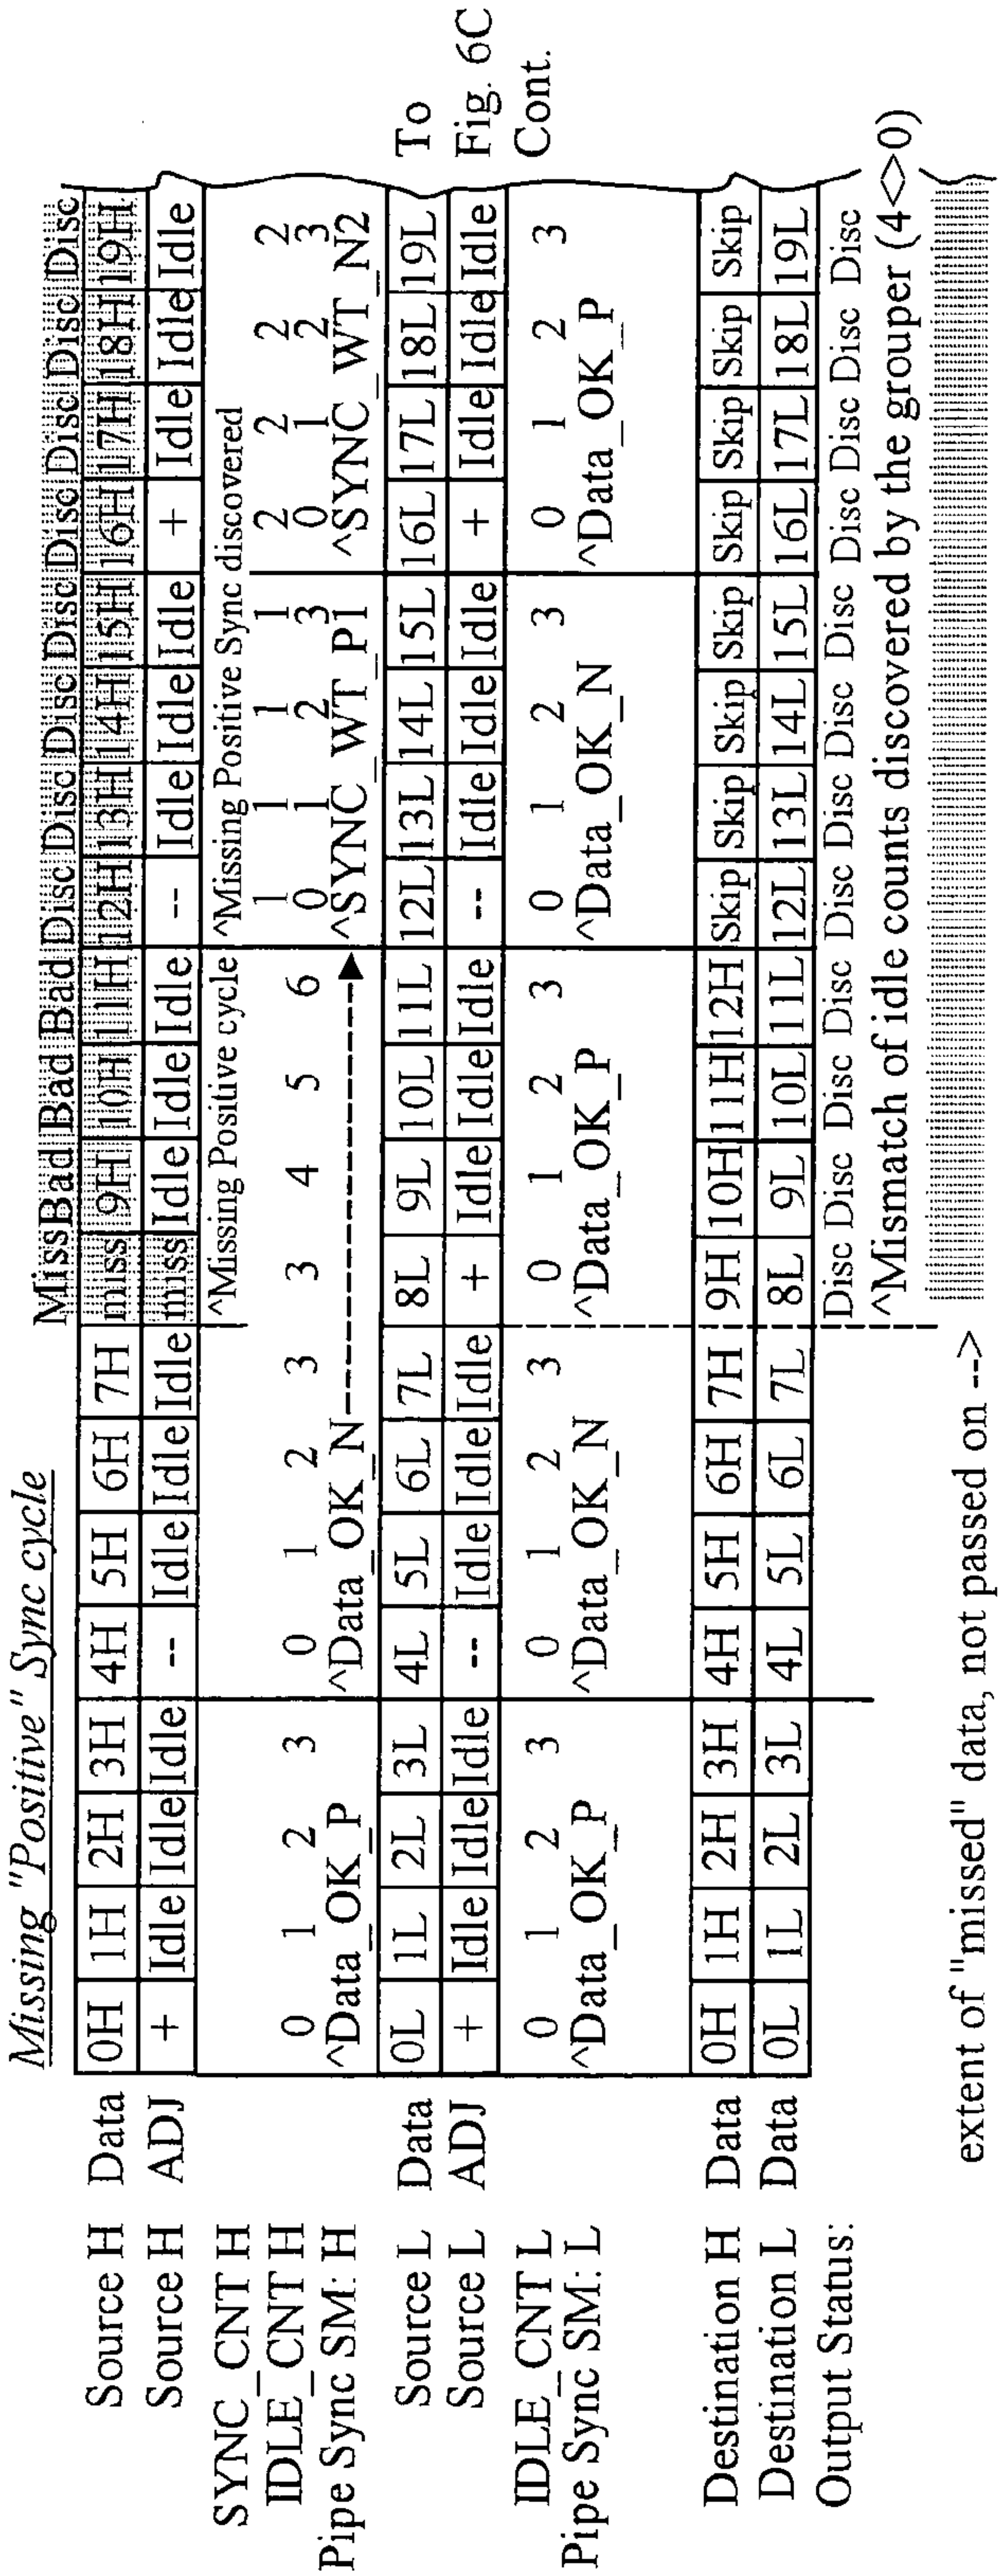 Missing "Positive" Sync cycle
Miss Bad Bad Bad Disc Disc Disc Disc Disc Disc Disc Disc
Source H Data 0H 1H 2H 3H 4H 5H 6H 7H miss 9H 10H 11H 12H 13H 14H 15H 16H 17H 18H 19H
Source H ADJ + Idle Idle Idle -- Idle Idle Idle miss Idle Idle Idle -- Idle Idle Idle + Idle Idle Idle
^Missing Positive cycle ^Missing Positive Sync discovered
SYNC_CNT H 1 1 1 1 2 2 2 2
IDLE_CNT H 0 1 2 3 0 1 2 3 3 4 5 6 0 1 2 3 0 1 2 3
Pipe Sync SM: H ^Data_OK_P ^Data_OK_N ^SYNC_WT_P1 ^SYNC_WT_N2
Source L Data 0L 1L 2L 3L 4L 5L 6L 7L 8L 9L 10L 11L 12L 13L 14L 15L 16L 17L 18L 19L
Source L ADJ + Idle Idle Idle -- Idle Idle Idle + Idle Idle Idle -- Idle Idle Idle + Idle Idle Idle
IDLE_CNT L 0 1 2 3 0 1 2 3 0 1 2 3 0 1 2 3 0 1 2 3
Pipe Sync SM: L ^Data_OK_P ^Data_OK_N ^Data_OK_P ^Data_OK_N ^Data_OK_P
To
Fig. 6C
Cont.
Destination H Data 0H 1H 2H 3H 4H 5H 6H 7H 9H 10H 11H 12H Skip Skip Skip Skip Skip Skip Skip Skip
Destination L Data 0L 1L 2L 3L 4L 5L 6L 7L 8L 9L 10L 11L 12L 13L 14L 15L 16L 17L 18L 19L
Output Status: Disc Disc Disc Disc Disc Disc Disc Disc Disc Disc Disc Disc
^Mismatch of idle counts discovered by the grouper (4<>0)
extent of "missed" data, not passed on -->